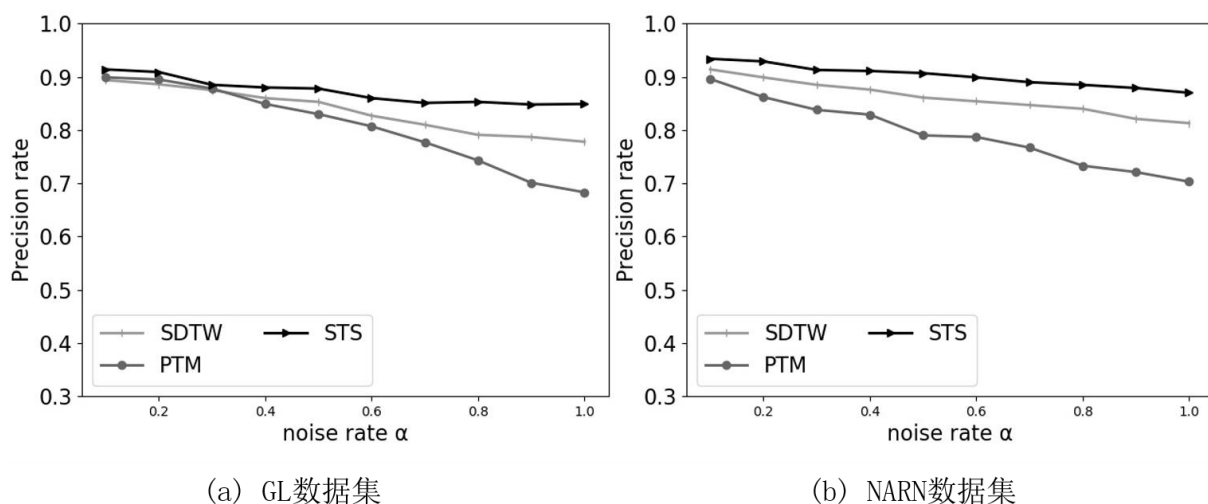 1.0
0.9
0.8
0.7
0.6
0.5
0.4
0.3
Precision rate
SDTW
STS
PTM
0.2 0.4 0.6 0.8 1.0
noise rate α
(a) GL数据集
1.0
0.9
0.8
0.7
0.6
0.5
0.4
0.3
Precision rate
SDTW
STS
PTM
0.2 0.4 0.6 0.8 1.0
noise rate α
(b) NARN数据集